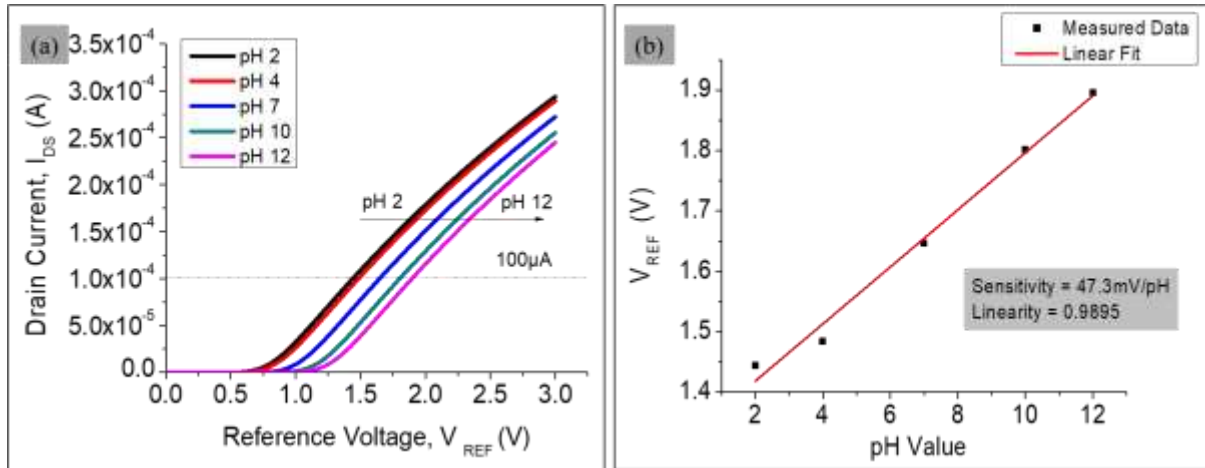 (a)
3.5x10⁻⁴
3.0x10⁻⁴
2.5x10⁻⁴
2.0x10⁻⁴
1.5x10⁻⁴
1.0x10⁻⁴
5.0x10⁻⁵
0.0
Drain Current, I_DS (A)
pH 2
pH 4
pH 7
pH 10
pH 12
pH 2 pH 12
100µA
0.0 0.5 1.0 1.5 2.0 2.5 3.0
Reference Voltage, V_REF (V)
(b)
Measured Data
Linear Fit
1.9
1.8
1.7
1.6
1.5
1.4
V_REF (V)
Sensitivity = 47.3mV/pH
Linearity = 0.9895
2 4 6 8 10 12
pH Value